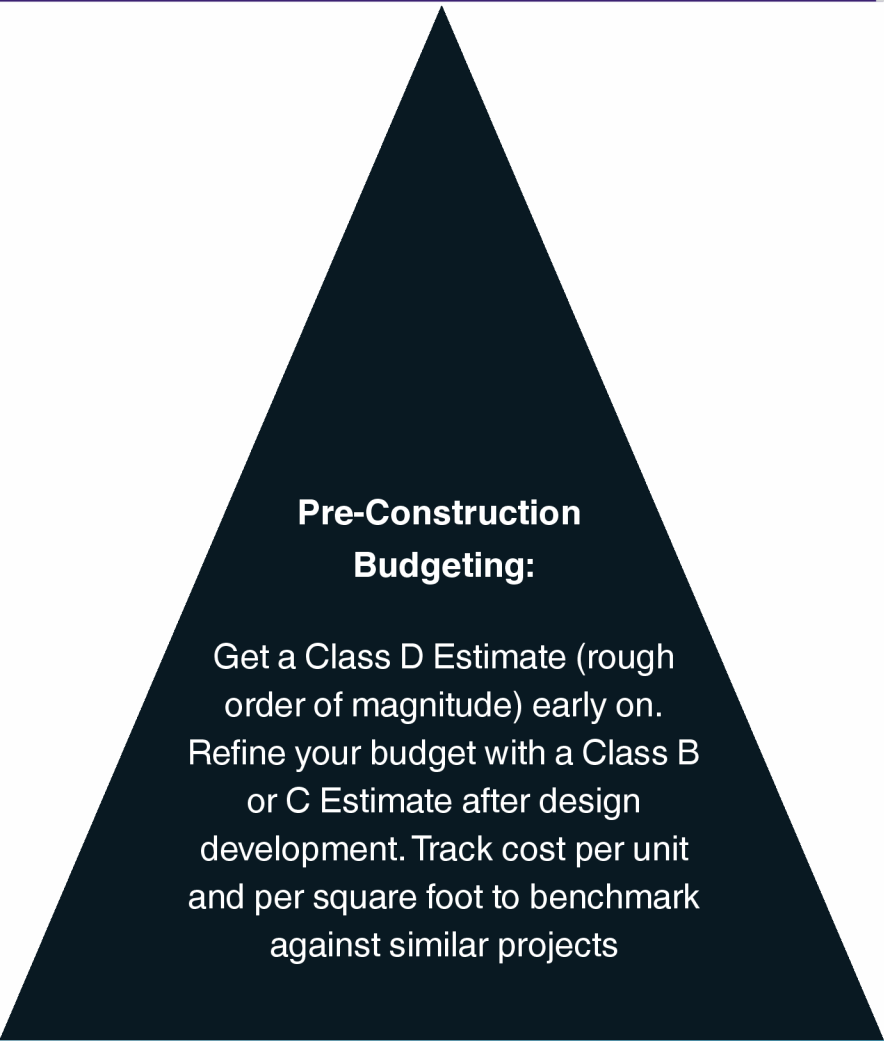 Pre-Construction
Budgeting:
Get a Class D Estimate (rough
order of magnitude) early on.
Refine your budget with a Class B
or C Estimate after design
development. Track cost per unit
and per square foot to benchmark
against similar projects